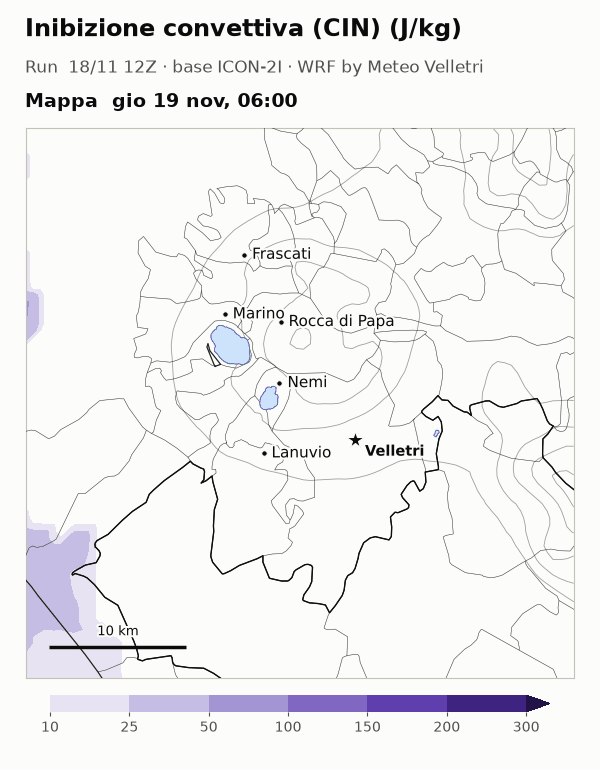 Inibizione convettiva (CIN) (J/kg)
Run  18/11 12Z · base ICON-2I · WRF by Meteo Velletri
Mappa  gio 19 nov, 06:00
Frascati
Marino
Rocca di Papa
Nemi
Velletri
Lanuvio
10 km
10 25 50 100 150 200 300